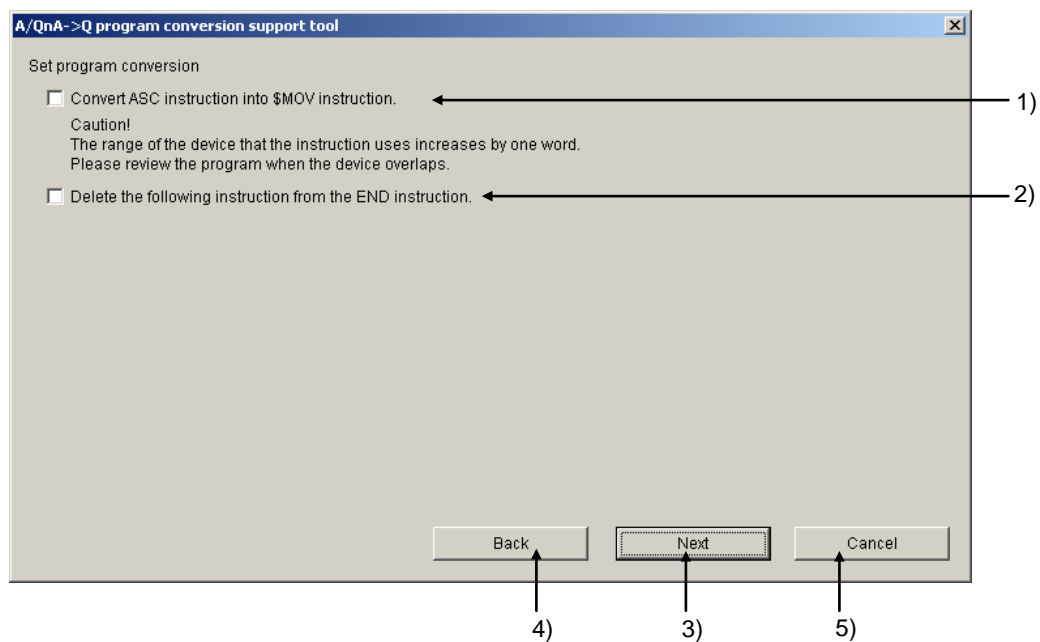 A/QnA->Q program conversion support tool
Set program conversion
Convert ASC instruction into $MOV instruction.
1)
Caution!
The range of the device that the instruction uses increases by one word.
Please review the program when the device overlaps.
Delete the following instruction from the END instruction.
2)
Back
Next
Cancel
4)
3)
5)